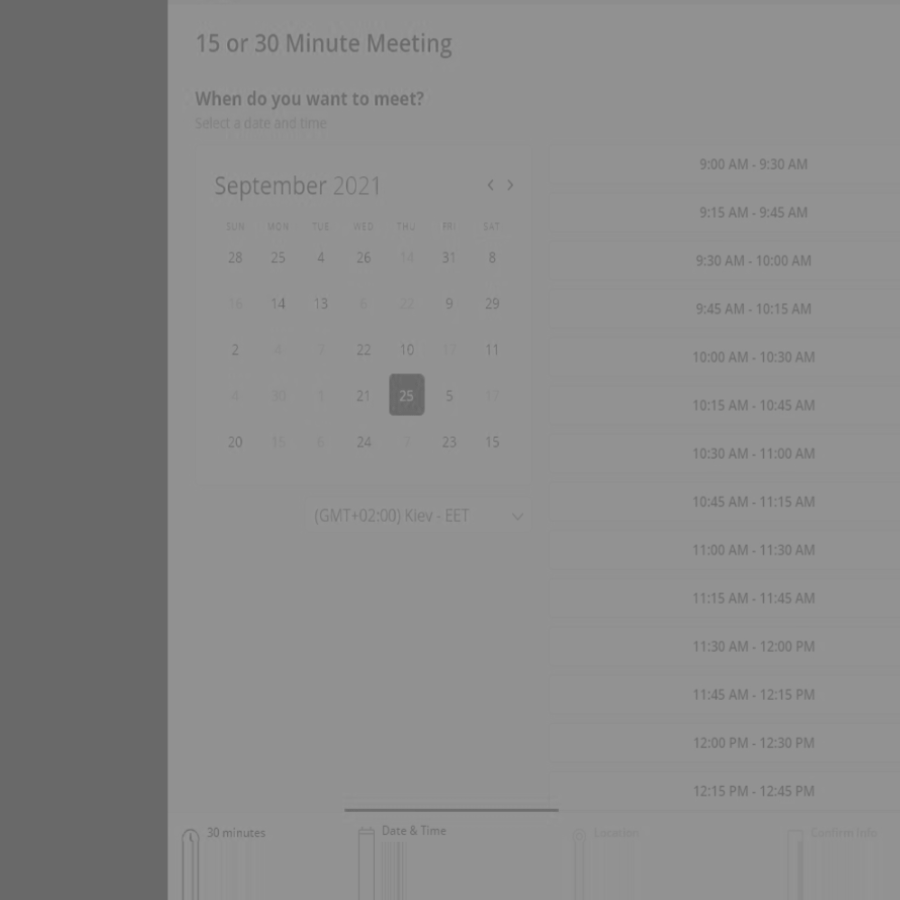 15 or 30 Minute Meeting
When do you want to meet?
Select a date and time
September 2021
SUN MON TUE WED THU FRI SAT
28 25 4 26 14 31 8
16 14 13 6 22 9 29
2 4 3 22 10 17 11
4 30 1 21 25 5 17
20 15 6 24 7 23 15
(GMT+02:00) Kiev - EET
9:00 AM - 9:30 AM
9:15 AM - 9:45 AM
9:30 AM - 10:00 AM
9:45 AM - 10:15 AM
10:00 AM - 10:30 AM
10:15 AM - 10:45 AM
10:30 AM - 11:00 AM
10:45 AM - 11:15 AM
11:00 AM - 11:30 AM
11:15 AM - 11:45 AM
11:30 AM - 12:00 PM
11:45 AM - 12:15 PM
12:00 PM - 12:30 PM
12:15 PM - 12:45 PM
30 minutes
Date & Time
Location
Confirm Info